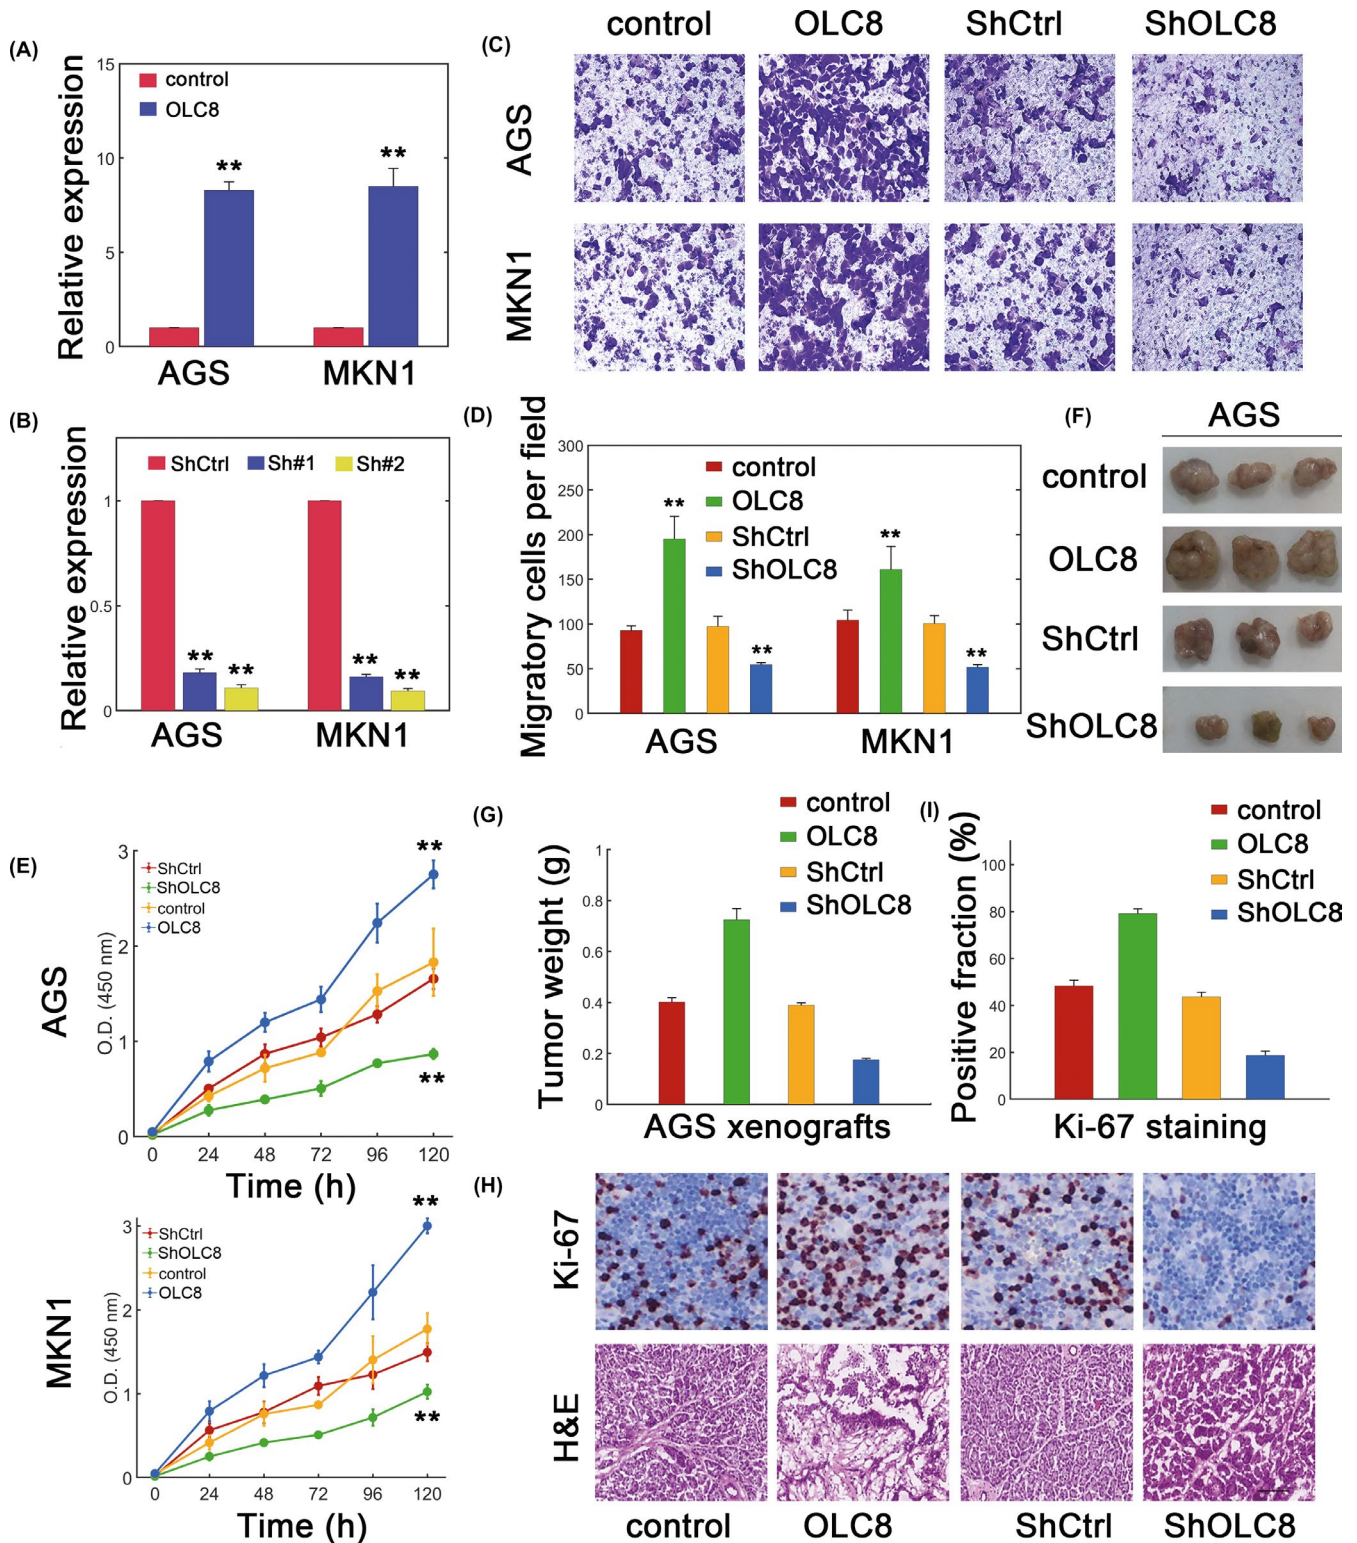 (A)
15
10
5
0
Relative expression
control
OLC8
**
**
AGS
MKN1
(B)
1
0.5
0
Relative expression
ShCtrl Sh#1 Sh#2
** **
** **
AGS
MKN1
(C)
control OLC8 ShCtrl ShOLC8
AGS
MKN1
(D)
Migratory cells per field
300
250
200
150
100
50
0
control
OLC8
ShCtrl
ShOLC8
**
**
**
**
AGS
MKN1
(F)
AGS
control
OLC8
ShCtrl
ShOLC8
(E)
AGS
O.D. (450 nm)
3
2
1
0
ShCtrl
ShOLC8
control
OLC8
**
**
0 24 48 72 96 120
Time (h)
MKN1
O.D. (450 nm)
3
2
1
0
ShCtrl
ShOLC8
control
OLC8
**
**
0 24 48 72 96 120
Time (h)
(G)
Tumor weight (g)
1
0.8
0.6
0.4
0.2
0
control
OLC8
ShCtrl
ShOLC8
AGS xenografts
(I)
Positive fraction (%)
100
80
60
40
20
0
control
OLC8
ShCtrl
ShOLC8
Ki-67 staining
(H)
Ki-67
H&E
control OLC8 ShCtrl ShOLC8